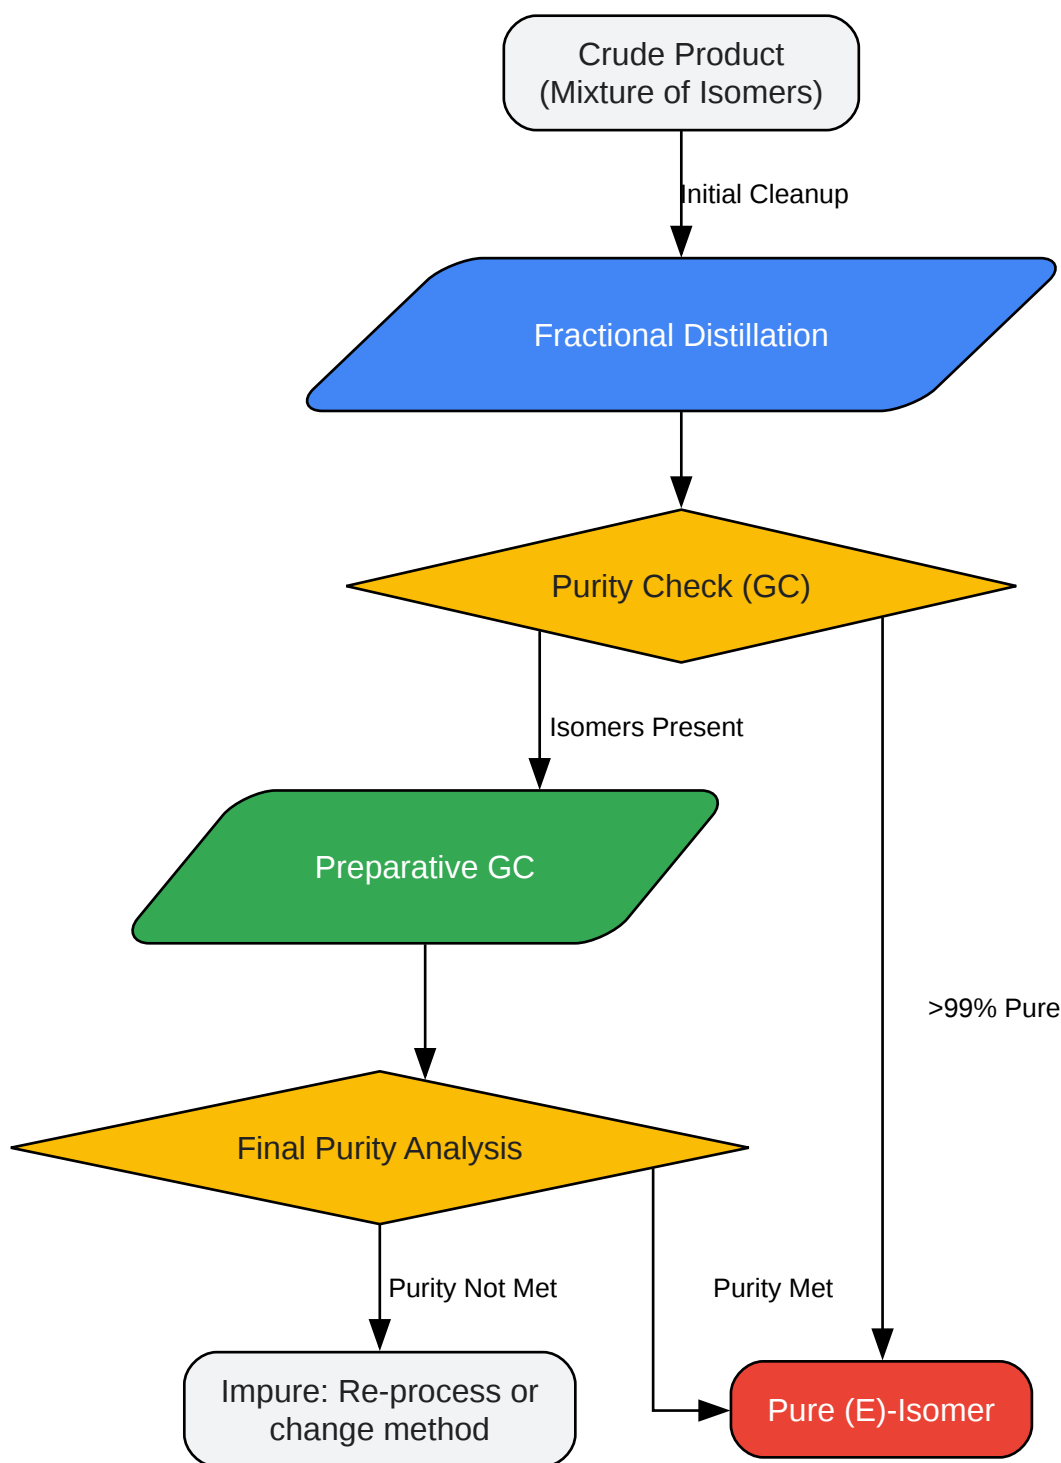 Crude Product
(Mixture of Isomers)
Initial Cleanup
Fractional Distillation
Purity Check (GC)
Isomers Present
Preparative GC
>99% Pure
Final Purity Analysis
Purity Not Met
Purity Met
Impure: Re-process or
change method
Pure (E)-Isomer